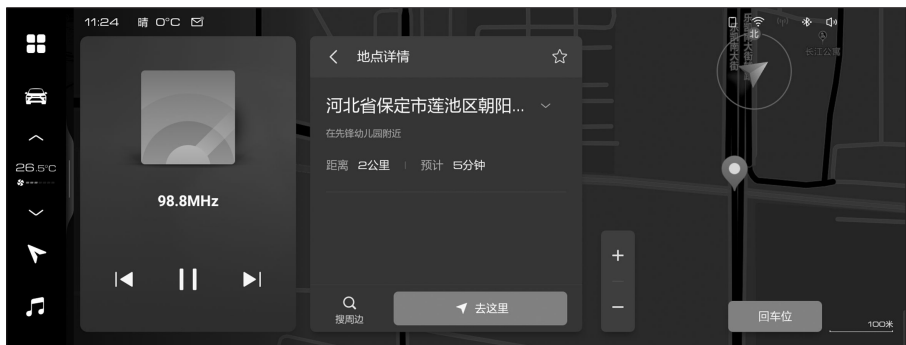 11:24 晴 0°C
26.5°C
98.8MHz
地点详情
河北省保定市莲池区朝阳...
在先锋幼儿园附近
距离 2公里 预计 5分钟
搜周边
去这里
+
−
北
长江公寓
回车位
100米